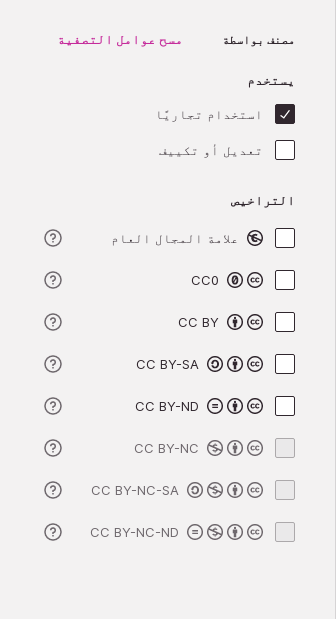 مصنف بواسطة مسح عوامل التصفية
يستخدم
استخدام تجاريًا
تعديل أو تكييف
التراخيص
علامة المجال العام
CC0
CC BY
CC BY-SA
CC BY-ND
CC BY-NC
CC BY-NC-SA
CC BY-NC-ND